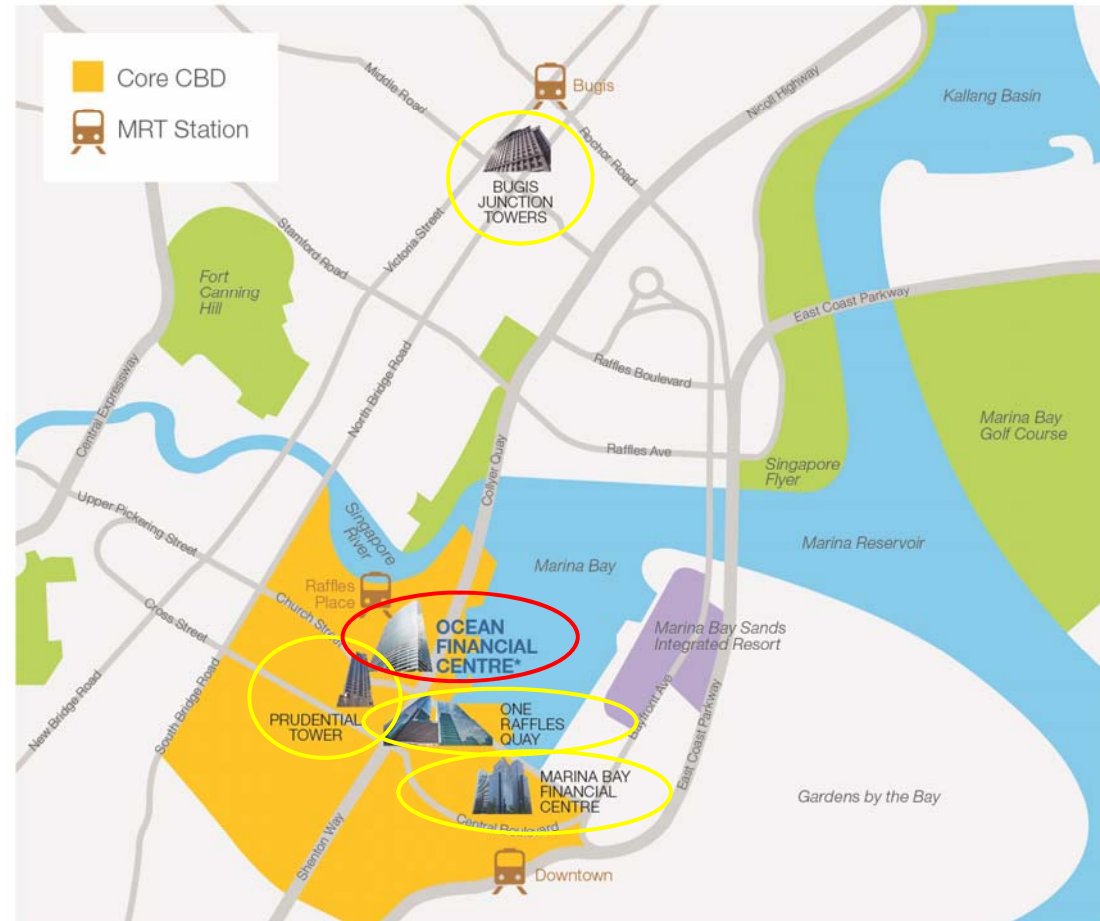 Core CBD
MRT Station
Bugis
Middle Road
Rochor Road
Nicoll Highway
Kallang Basin
BUGIS
JUNCTION
TOWERS
Stamford Road
Victoria Street
Fort
Canning
Hill
North Bridge Road
East Coast Parkway
Raffles Boulevard
Central Expressway
Raffles Ave
Marina Bay
Golf Course
Singapore
Flyer
Collyer Quay
Upper Pickering Street
Singapore
River
Marina Bay
Marina Reservoir
Raffles
Place
Cross Street
Church Street
OCEAN
FINANCIAL
CENTRE*
Marina Bay Sands
Integrated Resort
New Bridge Road
South Bridge Road
PRUDENTIAL
TOWER
ONE
RAFFLES
QUAY
Bayfront Ave
East Coast Parkway
MARINA BAY
FINANCIAL
CENTRE
Gardens by the Bay
Central Boulevard
Shenton Way
Downtown